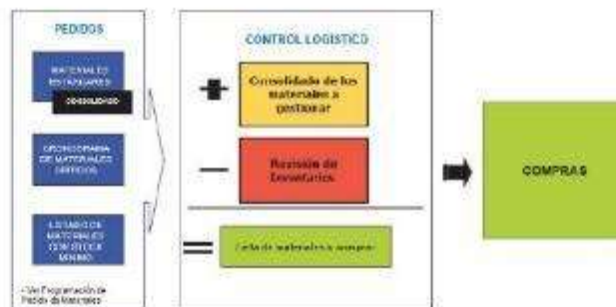 PEDIDOS
MATERIALES
ESTANDARES
CONSOLIDADO
CRONOGRAMA
DE MATERIALES
CRITICOS
LISTADO DE
MATERIALES
CON STOCK
MINIMO
- Ver Programación de
Pedido de Materiales
CONTROL LOGISTICO
+
Consolidado de los
materiales a
gestionar
-
Revisión de
Inventarios
=
Lista de materiales a comprar
COMPRAS